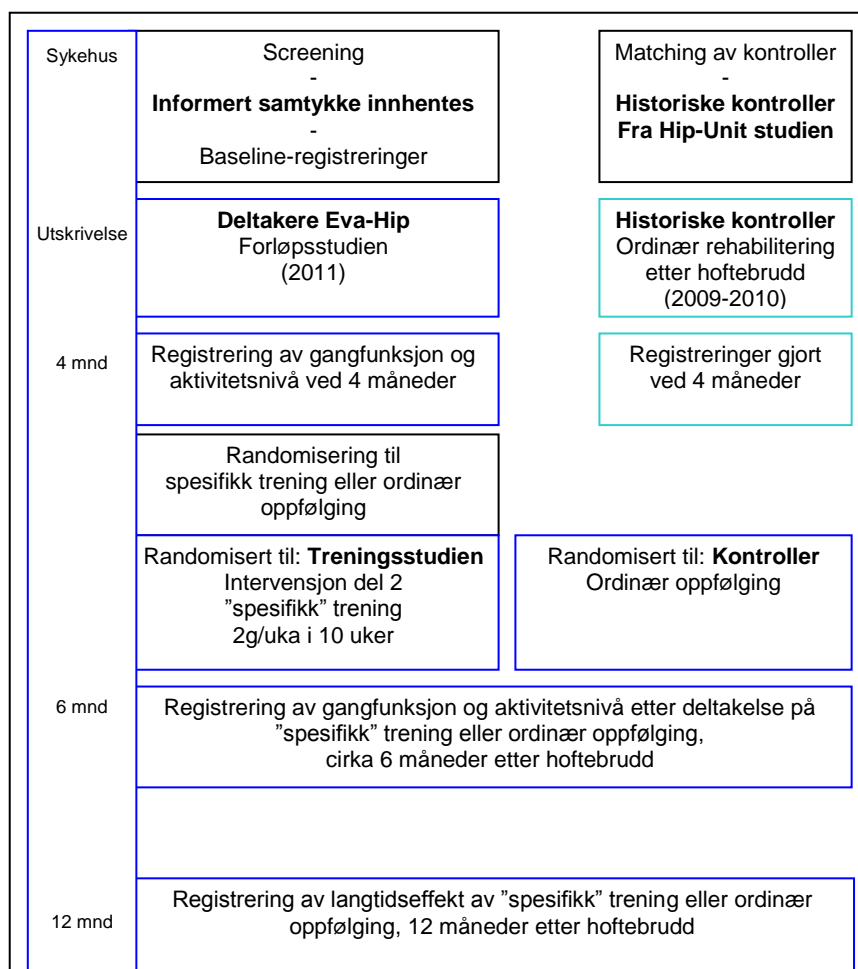 Sykehus
Screening
-
Informert samtykke innhentes
-
Baseline-registreringer
Matching av kontroller
-
Historiske kontroller
Fra Hip-Unit studien
Utskrivelse
Deltakere Eva-Hip
Forløpsstudien
(2011)
Historiske kontroller
Ordinær rehabilitering
etter hoftebrudd
(2009-2010)
4 mnd
Registrering av gangfunksjon og
aktivitetsnivå ved 4 måneder
Registreringer gjort
ved 4 måneder
Randomisering til
spesifikk trening eller ordinær
oppfølging
Randomisert til: Treningsstudien
Intervensjon del 2
”spesifikk” trening
2g/uka i 10 uker
Randomisert til: Kontroller
Ordinær oppfølging
6 mnd
Registrering av gangfunksjon og aktivitetsnivå etter deltakelse på
”spesifikk” trening eller ordinær oppfølging,
cirka 6 måneder etter hoftebrudd
12 mnd
Registrering av langtidseffekt av ”spesifikk” trening eller ordinær
oppfølging, 12 måneder etter hoftebrudd